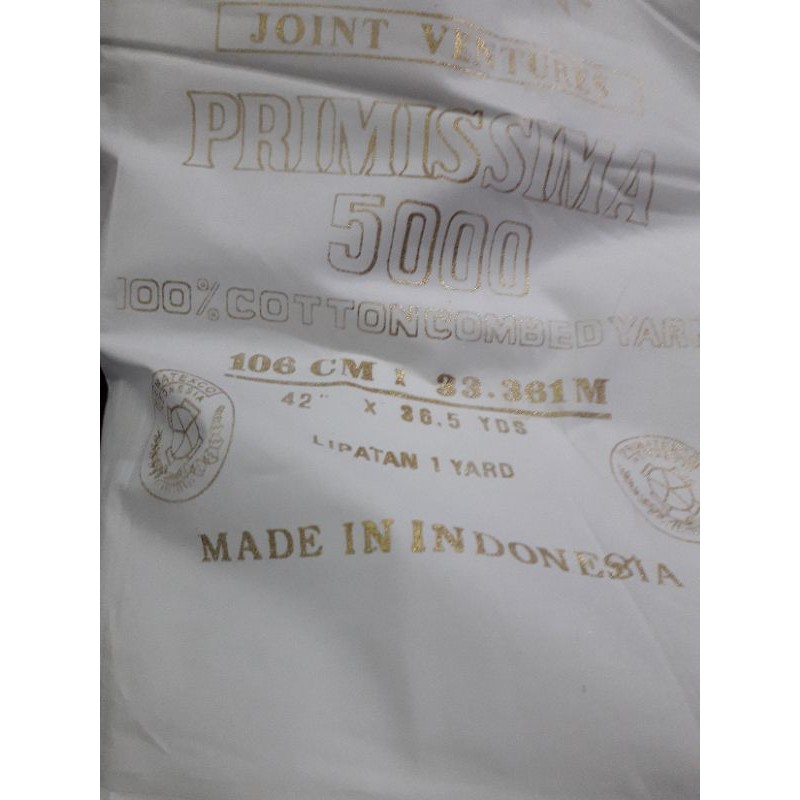 JOINT VENTURES
PRIMISSIMA
5000
100% COTTON COMBED YARN
106 CM X 33.361 M
42" X 36.5 YDS
LIPATAN 1 YARD
MADE IN INDONESIA